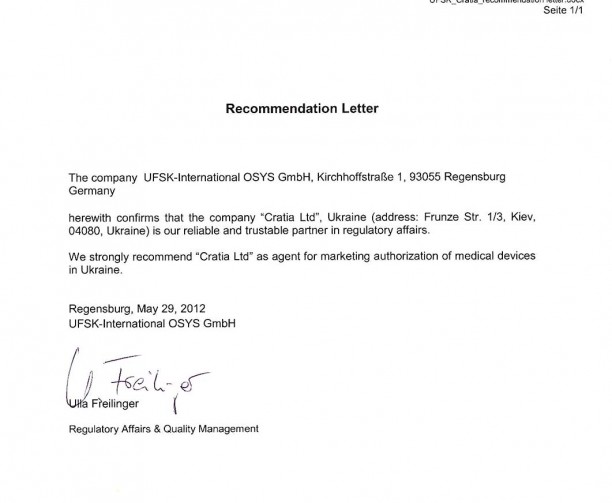 UFSK_Cratia_recommendation letter.docx
Seite 1/1
Recommendation Letter
The company UFSK-International OSYS GmbH, Kirchhoffstraße 1, 93055 Regensburg
Germany
herewith confirms that the company “Cratia Ltd”, Ukraine (address: Frunze Str. 1/3, Kiev,
04080, Ukraine) is our reliable and trustable partner in regulatory affairs.
We strongly recommend “Cratia Ltd” as agent for marketing authorization of medical devices
in Ukraine.
Regensburg, May 29, 2012
UFSK-International OSYS GmbH
U Freilinger
Ulla Freilinger
Regulatory Affairs & Quality Management